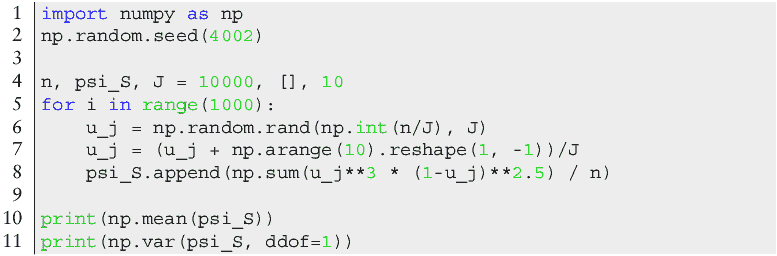 1 import numpy as np
2 np.random.seed(4002)
3
4 n, psi_S, J = 10000, [], 10
5 for i in range(1000):
6     u_j = np.random.rand(np.int(n/J), J)
7     u_j = (u_j + np.arange(10).reshape(1, -1))/J
8     psi_S.append(np.sum(u_j**3 * (1-u_j)**2.5) / n)
9
10 print(np.mean(psi_S))
11 print(np.var(psi_S, ddof=1))